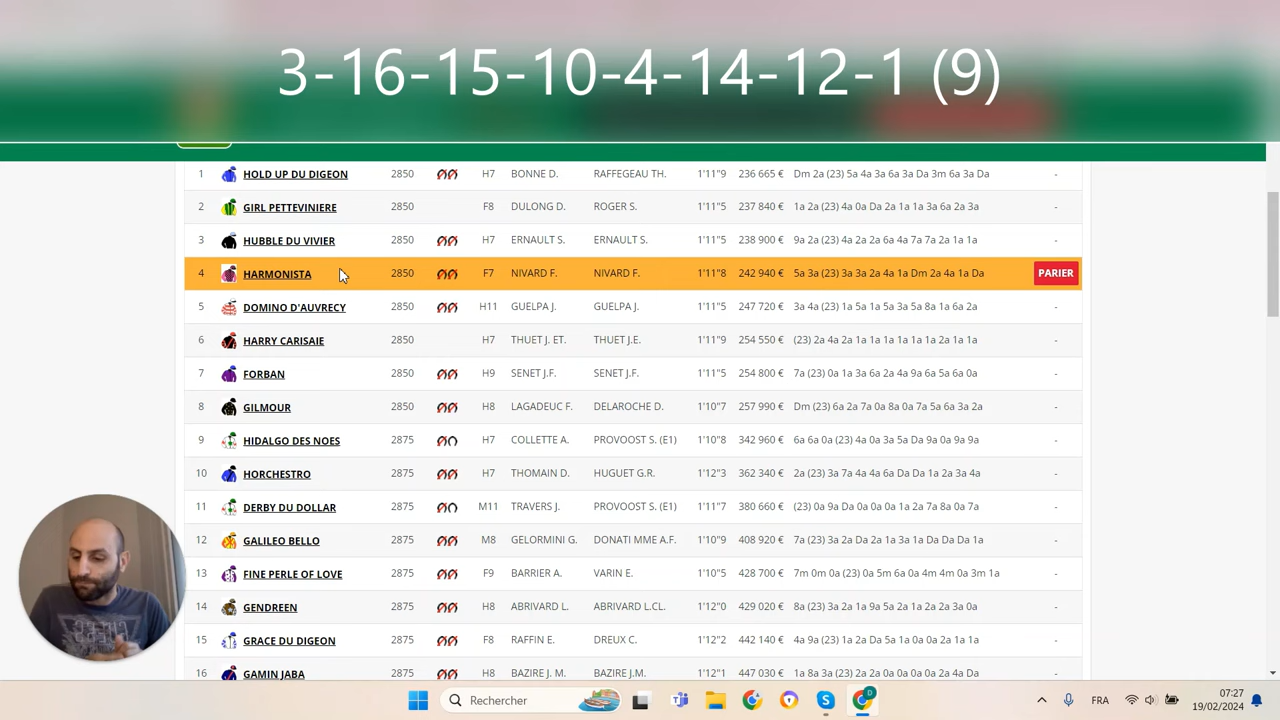 3-16-15-10-4-14-12-1 (9)
1 HOLD UP DU DIGEON 2850 H7 BONNE D. RAFFEGEAU TH. 1'11"9 236 665 € Dm 2a (23) 5a 4a 3a 6a 3a Da 3m 6a 3a Da -
2 GIRL PETTEVINIERE 2850 F8 DULONG D. ROGER S. 1'11"5 237 840 € 1a 2a (23) 4a 0a Da 2a 1a 1a 3a 6a 2a 3a -
3 HUBBLE DU VIVIER 2850 H7 ERNAULT S. ERNAULT S. 1'11"5 238 900 € 9a 2a (23) 4a 2a 2a 6a 4a 7a 7a 2a 1a 1a -
4 HARMONISTA 2850 F7 NIVARD F. NIVARD F. 1'11"8 242 940 € 5a 3a (23) 3a 3a 2a 4a 1a Dm 2a 4a 1a Da PARIER
5 DOMINO D'AUVRECY 2850 H11 GUELPA J. GUELPA J. 1'11"5 247 720 € 3a 4a (23) 1a 5a 1a 5a 3a 5a 8a 1a 6a 2a -
6 HARRY CARISAIE 2850 H7 THUET J. ET. THUET J.E. 1'11"9 254 550 € (23) 2a 4a 2a 1a 1a 1a 1a 1a 1a 2a 1a 1a -
7 FORBAN 2850 H9 SENET J.F. SENET J.F. 1'11"5 254 800 € 7a (23) 0a 1a 3a 6a 2a 4a 9a 6a 5a 6a 0a -
8 GILMOUR 2850 H8 LAGADEUC F. DELAROCHE D. 1'10"7 257 990 € Dm (23) 6a 2a 7a 0a 8a 0a 7a 5a 6a 3a 2a -
9 HIDALGO DES NOES 2875 H7 COLLETTE A. PROVOOST S. (E1) 1'10"8 342 960 € 6a 6a 0a (23) 4a 0a 3a 5a Da 0a 0a 9a 9a -
10 HORCHESTRO 2875 H7 THOMAIN D. HUGUET G.R. 1'12"3 362 340 € 2a (23) 3a 7a 4a 4a 6a Da Da 1a 2a 3a 4a -
11 DERBY DU DOLLAR 2875 M11 TRAVERS J. PROVOOST S. (E1) 1'11"7 380 660 € (23) 0a 9a Da 0a 0a 0a 1a 2a 7a 8a 0a 7a -
12 GALILEO BELLO 2875 M8 GELORMINI G. DONATI MME A.F. 1'10"9 408 920 € 7a (23) 3a 2a Da 2a 1a 3a 1a Da Da Da 1a -
13 FINE PERLE OF LOVE 2875 F9 BARRIER A. VARIN E. 1'10"5 428 700 € 7m 0m 0a (23) 0a 5m 6a 0a 4m 4m 0a 3m 1a -
14 GENDREEN 2875 H8 ABRIVARD L. ABRIVARD L.CL. 1'12"0 429 020 € 8a (23) 3a 2a 1a 9a 5a 2a 1a 2a 2a 3a 0a -
15 GRACE DU DIGEON 2875 F8 RAFFIN E. DREUX C. 1'12"2 442 140 € 4a 9a (23) 1a 2a Da 5a 1a 0a 0a 2a 1a 1a -
16 GAMIN JABA 2875 H8 BAZIRE J. M. BAZIRE J.M. 1'12"1 447 030 € 1a 8a 3a (23) 2a 2a 0a 0a 0a 0a 2a 4a Da -
Rechercher
FRA
07:27
19/02/2024